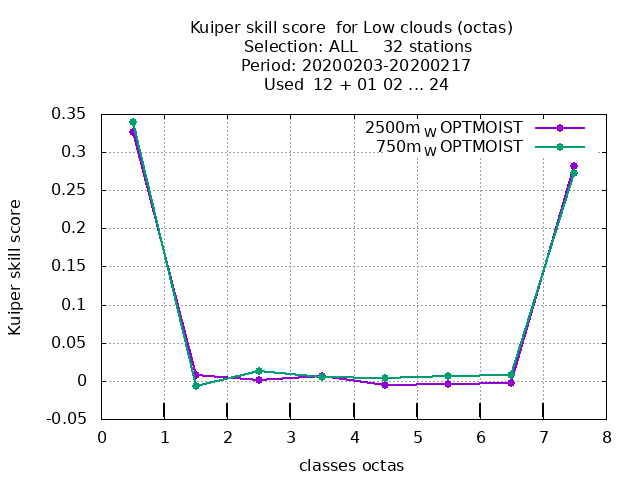 Kuiper skill score  for Low clouds (octas)
Selection: ALL     32 stations
Period: 20200203-20200217
Used  12 + 01 02 ... 24
2500m_W OPTMOIST
750m_W OPTMOIST
Kuiper skill score
0.35
0.3
0.25
0.2
0.15
0.1
0.05
0
-0.05
0 1 2 3 4 5 6 7 8
classes octas